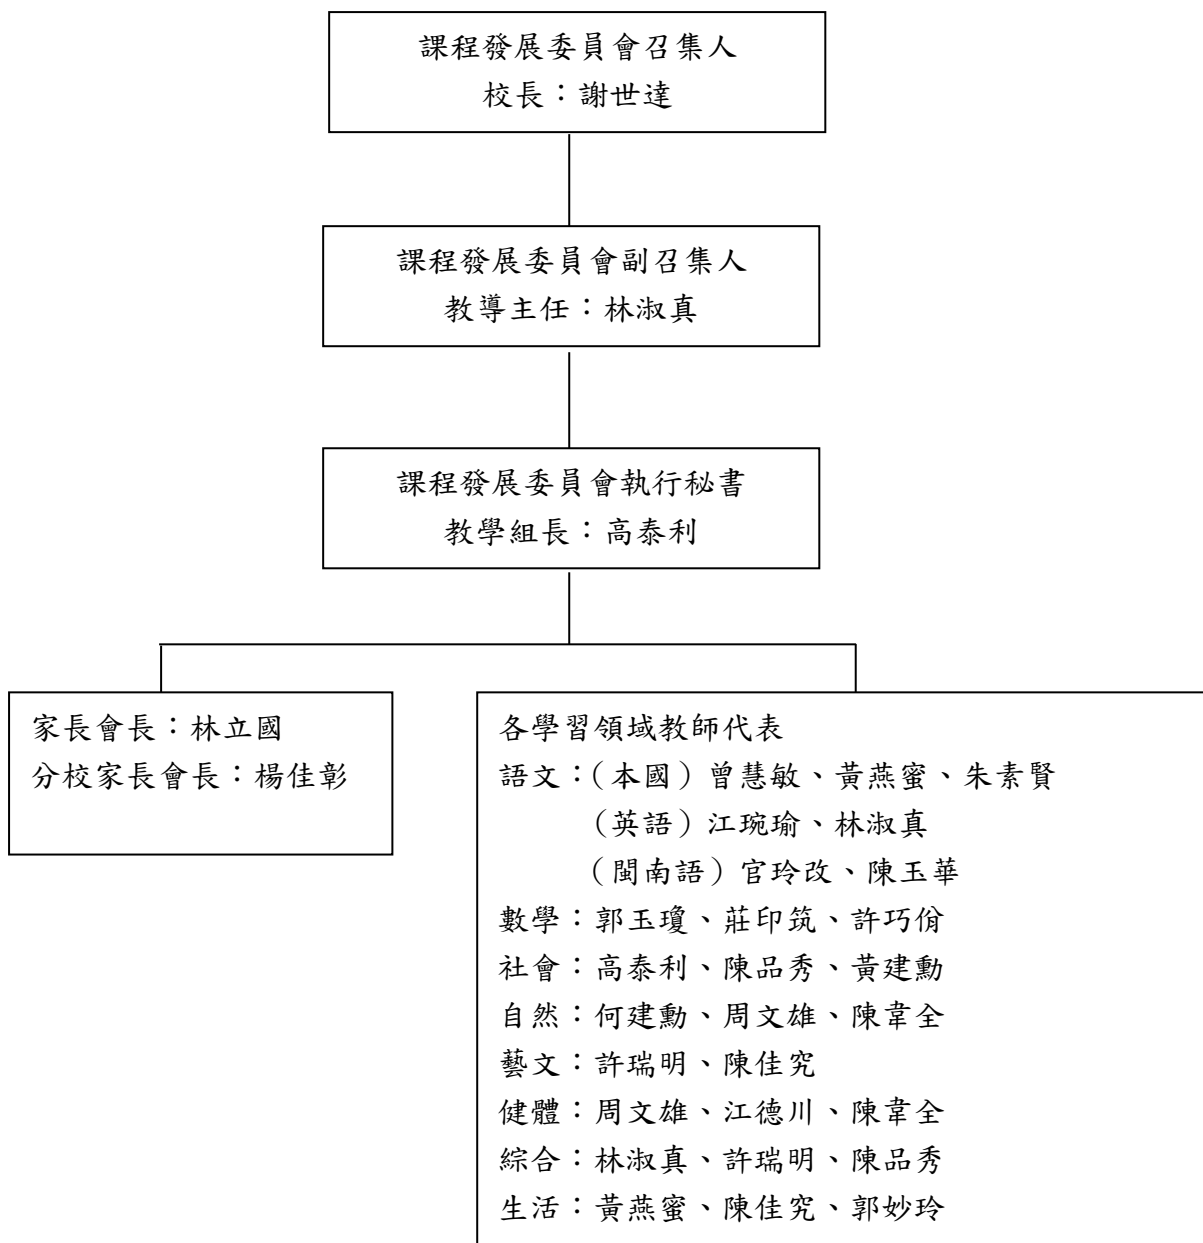 課程發展委員會召集人
校長：謝世達
課程發展委員會副召集人
教導主任：林淑真
課程發展委員會執行秘書
教學組長：高泰利
家長會長：林立國
分校家長會長：楊佳彰
各學習領域教師代表
語文：（本國）曾慧敏、黃燕蜜、朱素賢
（英語）江琬瑜、林淑真
（閩南語）官玲改、陳玉華
數學：郭玉瓊、莊印筑、許巧佾
社會：高泰利、陳品秀、黃建勳
自然：何建勳、周文雄、陳韋全
藝文：許瑞明、陳佳究
健體：周文雄、江德川、陳韋全
綜合：林淑真、許瑞明、陳品秀
生活：黃燕蜜、陳佳究、郭妙玲